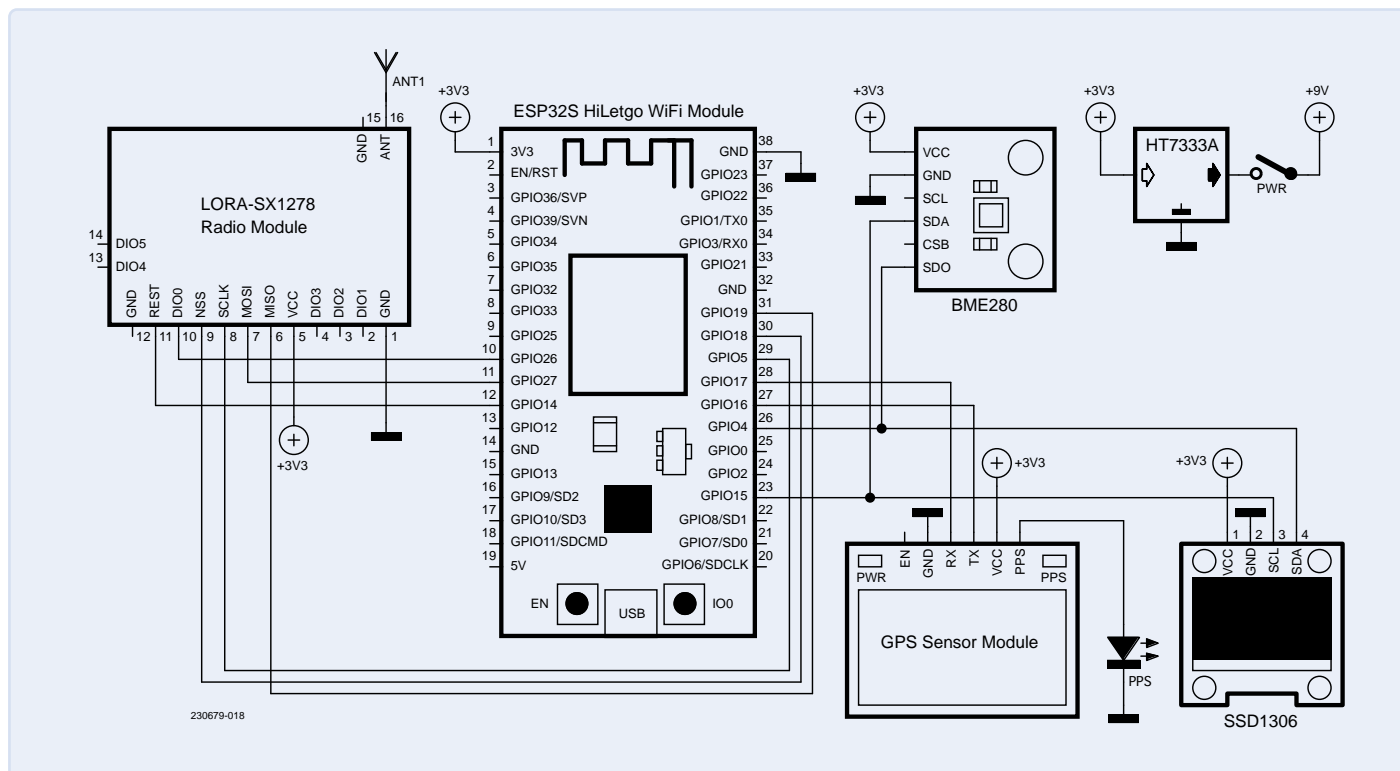 ANT1
15 16
GND
ANT
LORA-SX1278
Radio Module
14 DIO5
13 DIO4
GND
REST
DIO0
NSS
SCLK
MOSI
MISO
VCC
DIO3
DIO2
DIO1
GND
12 11 10 9 8 7 6 5 4 3 2 1
+3V3
+3V3
ESP32S HiLetgo WiFi Module
1 3V3
2 EN/RST
3 GPIO36/SVP
4 GPIO39/SVN
5 GPIO34
6 GPIO35
7 GPIO32
8 GPIO33
9 GPIO25
10 GPIO26
11 GPIO27
12 GPIO14
13 GPIO12
14 GND
15 GPIO13
16 GPIO9/SD2
17 GPIO10/SD3
18 GPIO11/SDCMD
19 5V
GND 38
GPIO23 37
GPIO22 36
GPIO1/TX0 35
GPIO3/RX0 34
GPIO21 33
GND 32
GPIO19 31
GPIO18 30
GPIO5 29
GPIO17 28
GPIO16 27
GPIO4 26
GPIO0 25
GPIO2 24
GPIO15 23
GPIO8/SD1 22
GPIO7/SD0 21
GPIO6/SDCLK 20
EN
USB
IO0
+3V3
VCC
GND
SCL
SDA
CSB
SDO
BME280
+3V3
HT7333A
PWR
+9V
+3V3
EN
GND
RX
TX
VCC
PPS
PWR
PPS
GPS Sensor Module
PPS
+3V3
1 2 3 4
VCC
GND
SCL
SDA
SSD1306
230679-018